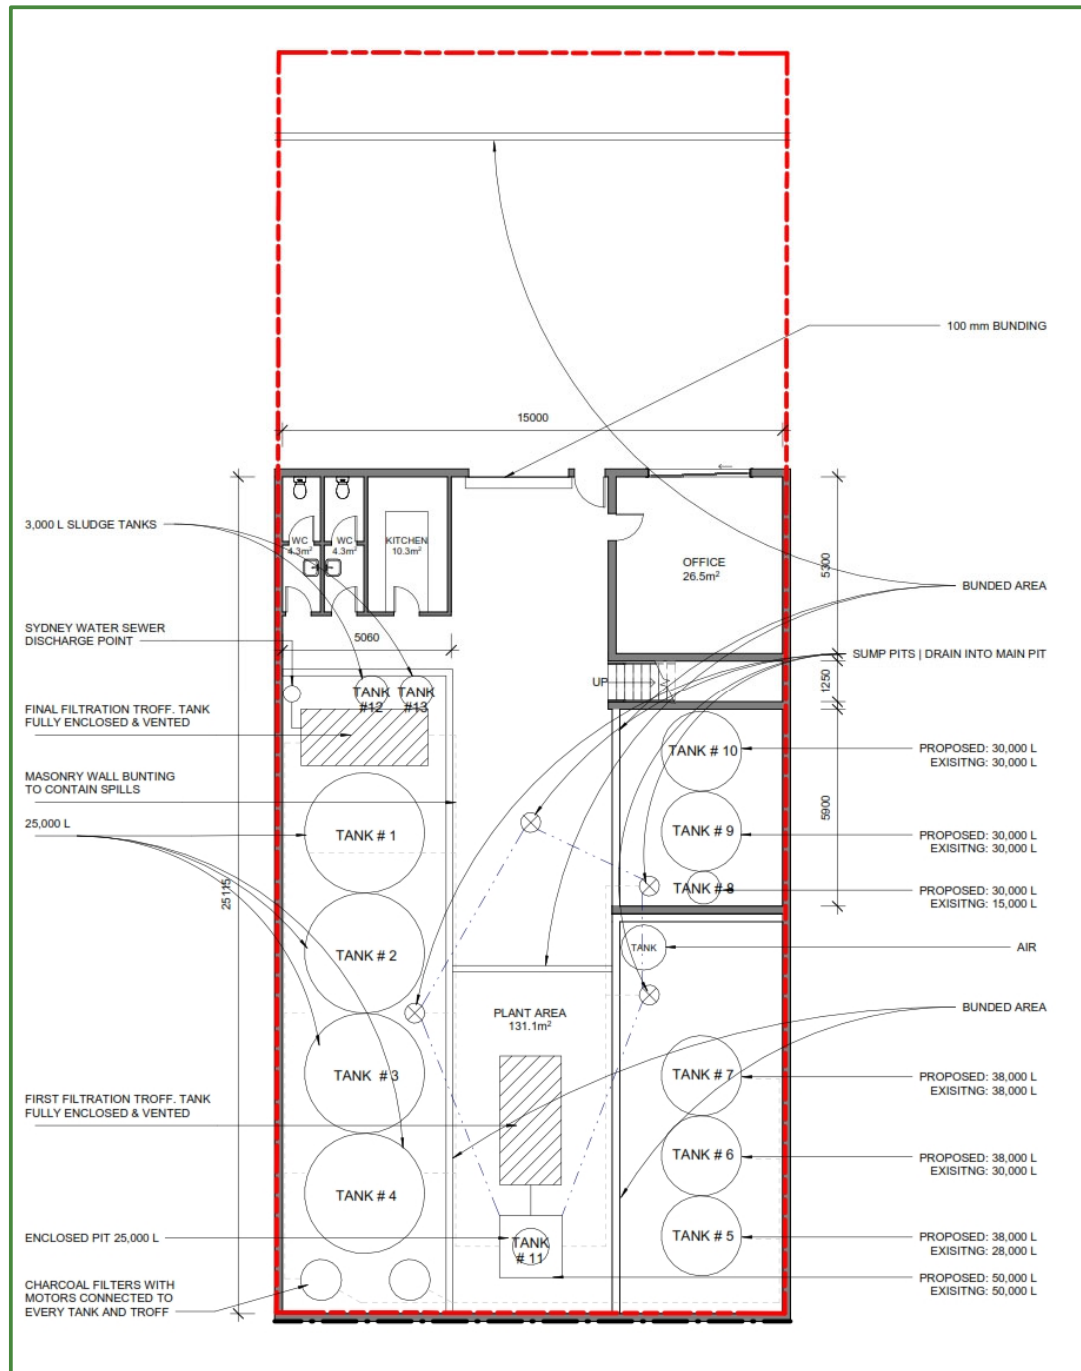 100 mm BUNDING
15000
3,000 L SLUDGE TANKS
WC
4.3m²
WC
4.3m²
KITCHEN
10.3m²
OFFICE
26.5m²
5300
BUNDED AREA
SYDNEY WATER SEWER
DISCHARGE POINT
5060
SUMP PITS | DRAIN INTO MAIN PIT
UP
1250
TANK
#12
TANK
#13
FINAL FILTRATION TROFF. TANK
FULLY ENCLOSED & VENTED
TANK # 10
PROPOSED: 30,000 L
EXISITNG: 30,000 L
MASONRY WALL BUNTING
TO CONTAIN SPILLS
25,000 L
TANK # 1
TANK # 9
5900
PROPOSED: 30,000 L
EXISITNG: 30,000 L
25115
TANK # 8
PROPOSED: 30,000 L
EXISITNG: 15,000 L
TANK # 2
TANK
AIR
PLANT AREA
131.1m²
BUNDED AREA
TANK # 3
TANK # 7
PROPOSED: 38,000 L
EXISITNG: 38,000 L
FIRST FILTRATION TROFF. TANK
FULLY ENCLOSED & VENTED
TANK # 6
PROPOSED: 38,000 L
EXISITNG: 30,000 L
TANK # 4
ENCLOSED PIT 25,000 L
TANK
# 11
TANK # 5
PROPOSED: 38,000 L
EXISITNG: 28,000 L
CHARCOAL FILTERS WITH
MOTORS CONNECTED TO
EVERY TANK AND TROFF
PROPOSED: 50,000 L
EXISITNG: 50,000 L